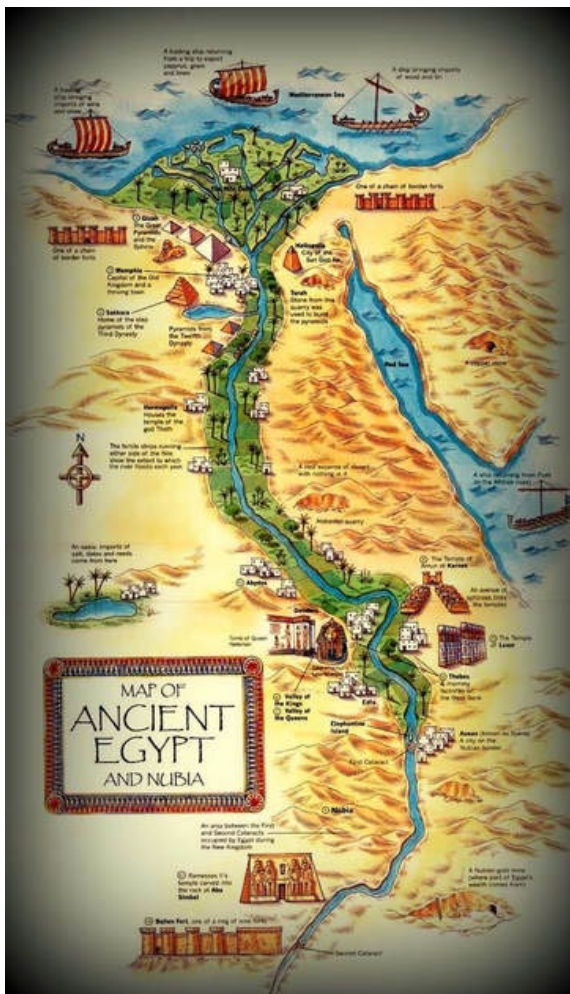 A trading ship returning
from a trip to export
papyrus, grain
and linen
A ship bringing imports
of wood and tin
A trading
ship bringing
imports of wine
and
Mediterranean Sea
One of a chain of border forts
One of a chain
of border forts
Gizah
The Great
Pyramids
and the
Sphinx
Heliopolis
City of the
Sun God Re
Memphis
Capital of the Old
Kingdom and a
thriving town
Turah
Stone from this
quarry was
used to build
the pyramids
Sakkara
Home of the step
pyramids of the
Third Dynasty
Pyramids from
the Twelfth
Dynasty
Red Sea
A copper mine
Hermopolis
Houses the
temple of the
god Thoth
The fertile strips running
either side of the Nile
show the extent to which
the river floods each year
N
A vast expanse of desert
with nothing in it
A ship returning from Punt
on the African coast
Hatnub quarry
An oasis: imports of
salt, dates and reeds
come from here
Abydos
The Temple of
Amun at Karnak
An avenue of
sphinxes links
the temples
Tomb of Queen
The Temple
Luxor
Thebes
Valley of
the Kings
Valley of
the Queens
Edfu
Elephantine
Island
Aswan (known as Syene)
A city on the
Nubian border
First Cataract
MAP OF
ANCIENT
EGYPT
AND NUBIA
Nubia
An area between the First
and Second Cataracts
occupied by Egypt during
the New Kingdom
Ramesses II's
temple carved into
the rock at Abu
Simbel
A Nubian gold mine
(where part of Egypt's
wealth comes from)
Buhen Fort, one of a ring of nine forts
Second Cataract